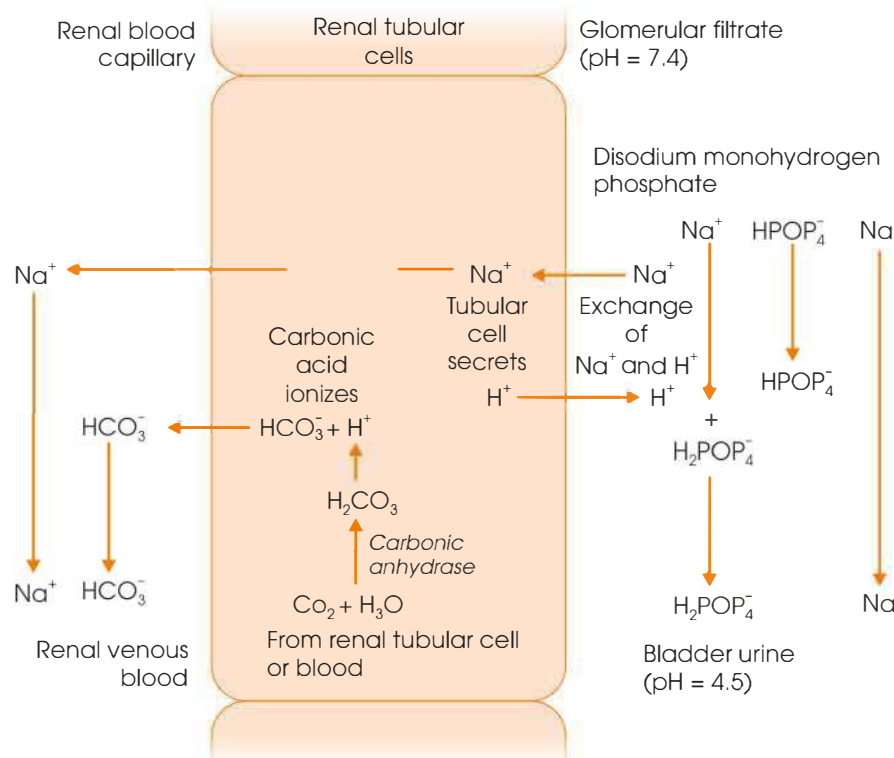 Renal blood
capillary
Renal tubular
cells
Glomerular filtrate
(pH = 7.4)
Disodium monohydrogen
phosphate
Na⁺ HPOP₄⁻ Na
Na⁺ Na⁺ Na⁺
Tubular
cell
secrets
Exchange
of
Na⁺ and H⁺
Carbonic
acid
ionizes
H⁺ H⁺
HPOP₄⁻
HCO₃⁻ HCO₃⁻ + H⁺
+
H₂POP₄⁻
H₂CO₃
Carbonic
anhydrase
Na⁺ HCO₃⁻
Co₂ + H₃O
H₂POP₄⁻
Na
From renal tubular cell
or blood
Renal venous
blood
Bladder urine
(pH = 4.5)